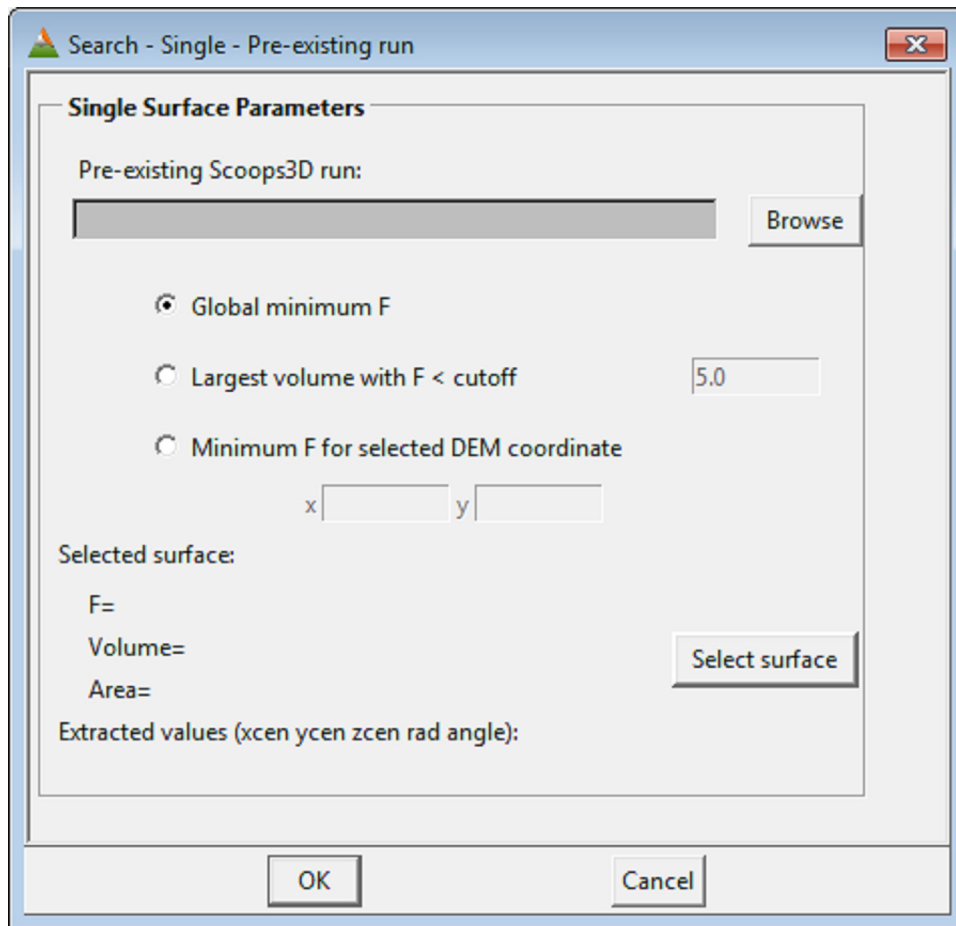 Search - Single - Pre-existing run
Single Surface Parameters
Pre-existing Scoops3D run:
Browse
Global minimum F
Largest volume with F < cutoff 5.0
Minimum F for selected DEM coordinate
x y
Selected surface:
F=
Volume=
Select surface
Area=
Extracted values (xcen ycen zcen rad angle):
OK Cancel